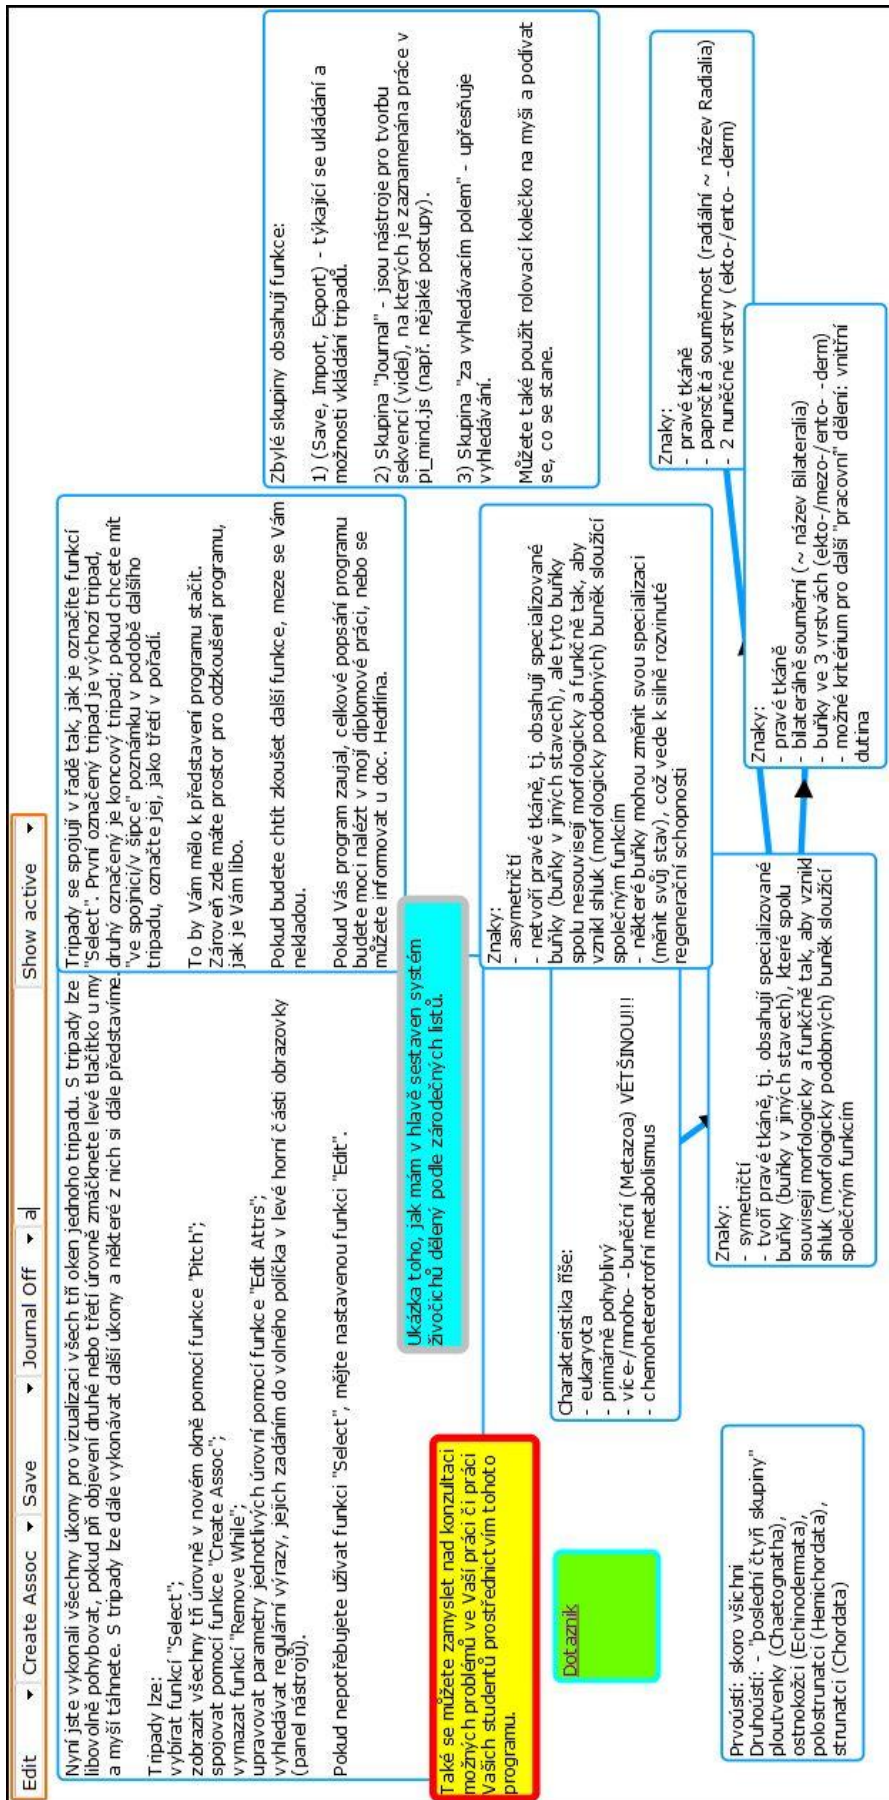 Edit
Create Assoc
Save
Journal Off
a
Show active
Nyní jste vykonali všechny úkony pro vizualizaci všech tří oken jednoho tripadu. S tripady lze
libovolně pohybovat, pokud při objevení druhé nebo třetí úrovně zmáčknete levé tlačítko u my
a myší táhnete. S tripady lze dále vykonávat další úkony a některé z nich si dále představíme.
Tripady lze:
vybírat funkcí "Select";
zobrazit všechny tři úrovně v novém okně pomocí funkce "Pitch";
spojovat pomocí funkce "Create Assoc";
vymazat funkcí "Remove While";
upravovat parametry jednotlivých úrovní pomocí funkce "Edit Attrs";
vyhledávat regulární výrazy, jejich zadáním do volného políčka v levé horní části obrazovky
(panel nástrojů).
Pokud nepotřebujete užívat funkci "Select", mějte nastavenou funkci "Edit".
Tripady se spojují v řadě tak, jak je označíte funkcí
"Select". První označený tripad je výchozí tripad,
druhý označený je koncový tripad; pokud chcete mít
"ve spojnici/v šipce" poznámku v podobě dalšího
tripadu, označte jej, jako třetí v pořadí.
To by Vám mělo k představení programu stačit.
Zároveň zde máte prostor pro odzkoušení programu,
jak je Vám libo.
Pokud budete chtít zkoušet další funkce, meze se Vám
nekladou.
Pokud Vás program zaujal, celkové popsání programu
budete moci nalézt v mojí diplomové práci, nebo se
můžete informovat u doc. Hedrlína.
Zbylé skupiny obsahují funkce:
1) (Save, Import, Export) - týkající se ukládání a
možností vkládání tripadů.
2) Skupina "Journal" - jsou nástroje pro tvorbu
sekvencí (videí), na kterých je zaznamenána práce v
pi_mind.js (např. nějaké postupy).
3) Skupina "za vyhledávacím polem" - upřesňuje
vyhledávání.
Můžete také použít rolovací kolečko na myši a podívat
se, co se stane.
Také se můžete zamyslet nad konzultací
možných problémů ve Vaší práci či práci
Vašich studentů prostřednictvím tohoto
programu.
Ukázka toho, jak mám v hlavě sestaven systém
živočichů dělený podle zárodečných listů.
Dotazník
Charakteristika říše:
- eukaryota
- primárně pohyblivý
- více-/mnoho- -buněční (Metazoa) VĚTŠINOU!!!
- chemoheterotrofní metabolismus
Znaky:
- asymetričtí
- netvoří pravé tkáně, tj. obsahují specializované
buňky (buňky v jiných stavech), ale tyto buňky
spolu nesouvisejí morfologicky a funkčně tak, aby
vznikl shluk (morfologicky podobných) buněk sloužící
společným funkcím
- některé buňky mohou změnit svou specializaci
(měnit svůj stav), což vede k silně rozvinuté
regenerační schopnosti
Znaky:
- pravé tkáně
- paprsčitá souměrnost (radiální ~ název Radialia)
- 2 nuněčné vrstvy (ekto-/ento- -derm)
Prvoústí: skoro všichni
Druhoústí: - "poslední čtyři skupiny"
ploutvenky (Chaetognatha),
ostnokožci (Echinodermata),
polostrunatci (Hemichordata),
strunatci (Chordata)
Znaky:
- symetričtí
- tvoří pravé tkáně, tj. obsahují specializované
buňky (buňky v jiných stavech), které spolu
souvisejí morfologicky a funkčně tak, aby vznikl
shluk (morfologicky podobných) buněk sloužící
společným funkcím
Znaky:
- pravé tkáně
- bilaterálně souměrní (~ název Bilateralia)
- buňky ve 3 vrstvách (ekto-/mezo-/ento- -derm)
- možné kritérium pro další "pracovní" dělení: vnitřní
dutina